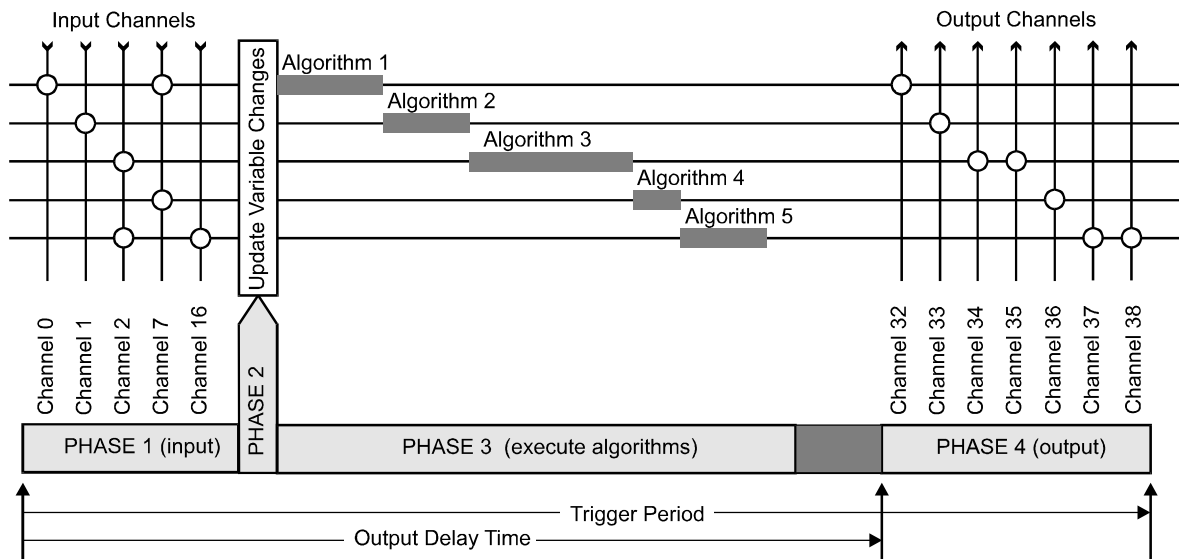 Input Channels
Output Channels
Update Variable Changes
Algorithm 1
Algorithm 2
Algorithm 3
Algorithm 4
Algorithm 5
Channel 0
Channel 1
Channel 2
Channel 7
Channel 16
Channel 32
Channel 33
Channel 34
Channel 35
Channel 36
Channel 37
Channel 38
PHASE 1 (input)
PHASE 2
PHASE 3 (execute algorithms)
PHASE 4 (output)
Trigger Period
Output Delay Time